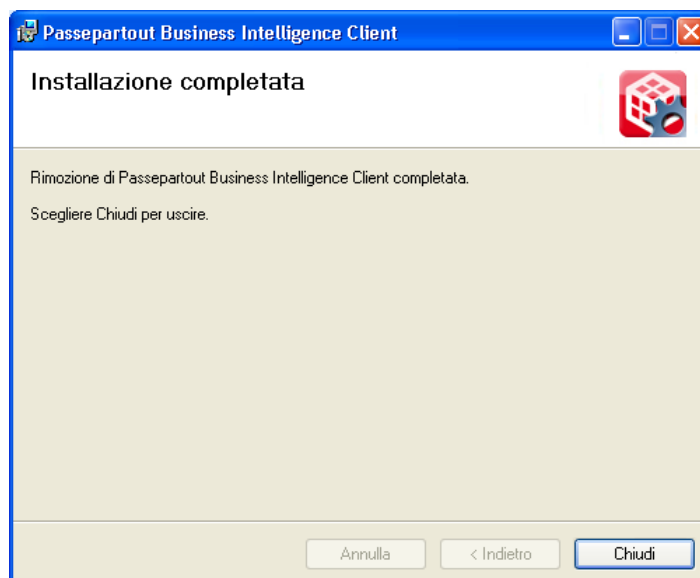 Passepartout Business Intelligence Client
Installazione completata
Rimozione di Passepartout Business Intelligence Client completata.
Scegliere Chiudi per uscire.
Annulla
< Indietro
Chiudi